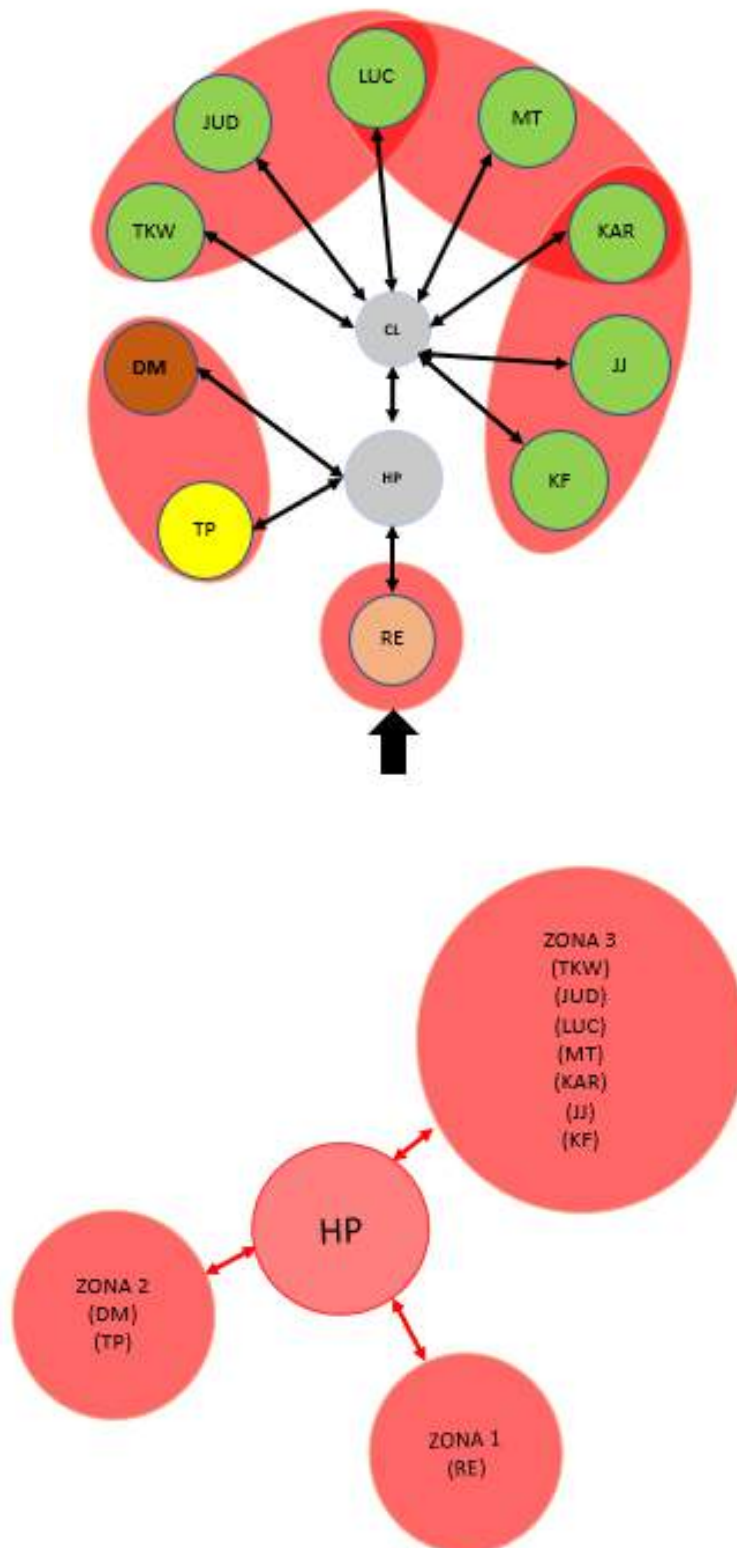 LUC
JUD
MT
TKW
KAR
CL
DM
JJ
HP
KF
TP
RE
ZONA 3
(TKW)
(JUD)
(LUC)
(MT)
(KAR)
(JJ)
(KF)
HP
ZONA 2
(DM)
(TP)
ZONA 1
(RE)